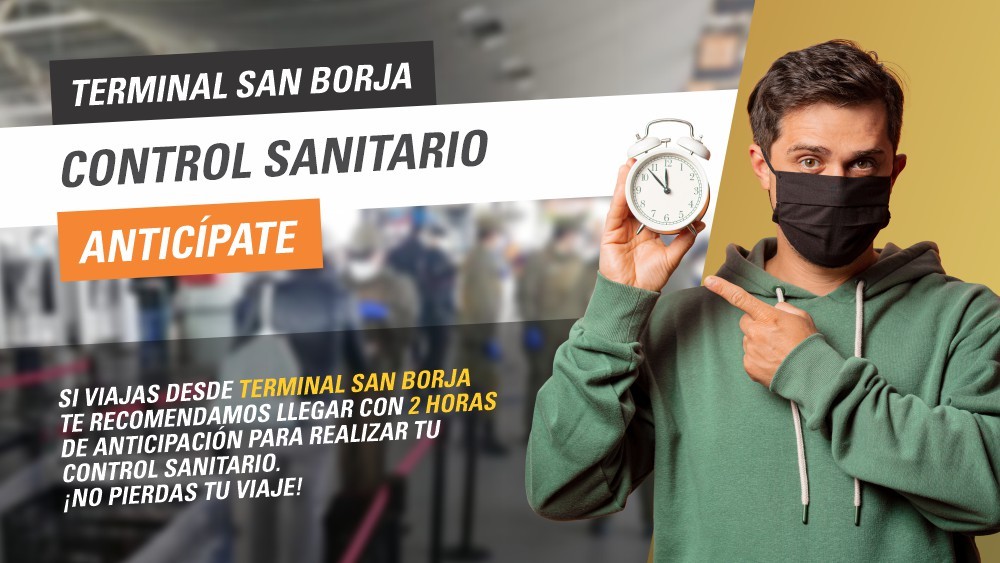 TERMINAL SAN BORJA
CONTROL SANITARIO
ANTICÍPATE
SI VIAJAS DESDE TERMINAL SAN BORJA
TE RECOMENDAMOS LLEGAR CON 2 HORAS
DE ANTICIPACIÓN PARA REALIZAR TU
CONTROL SANITARIO.
¡NO PIERDAS TU VIAJE!